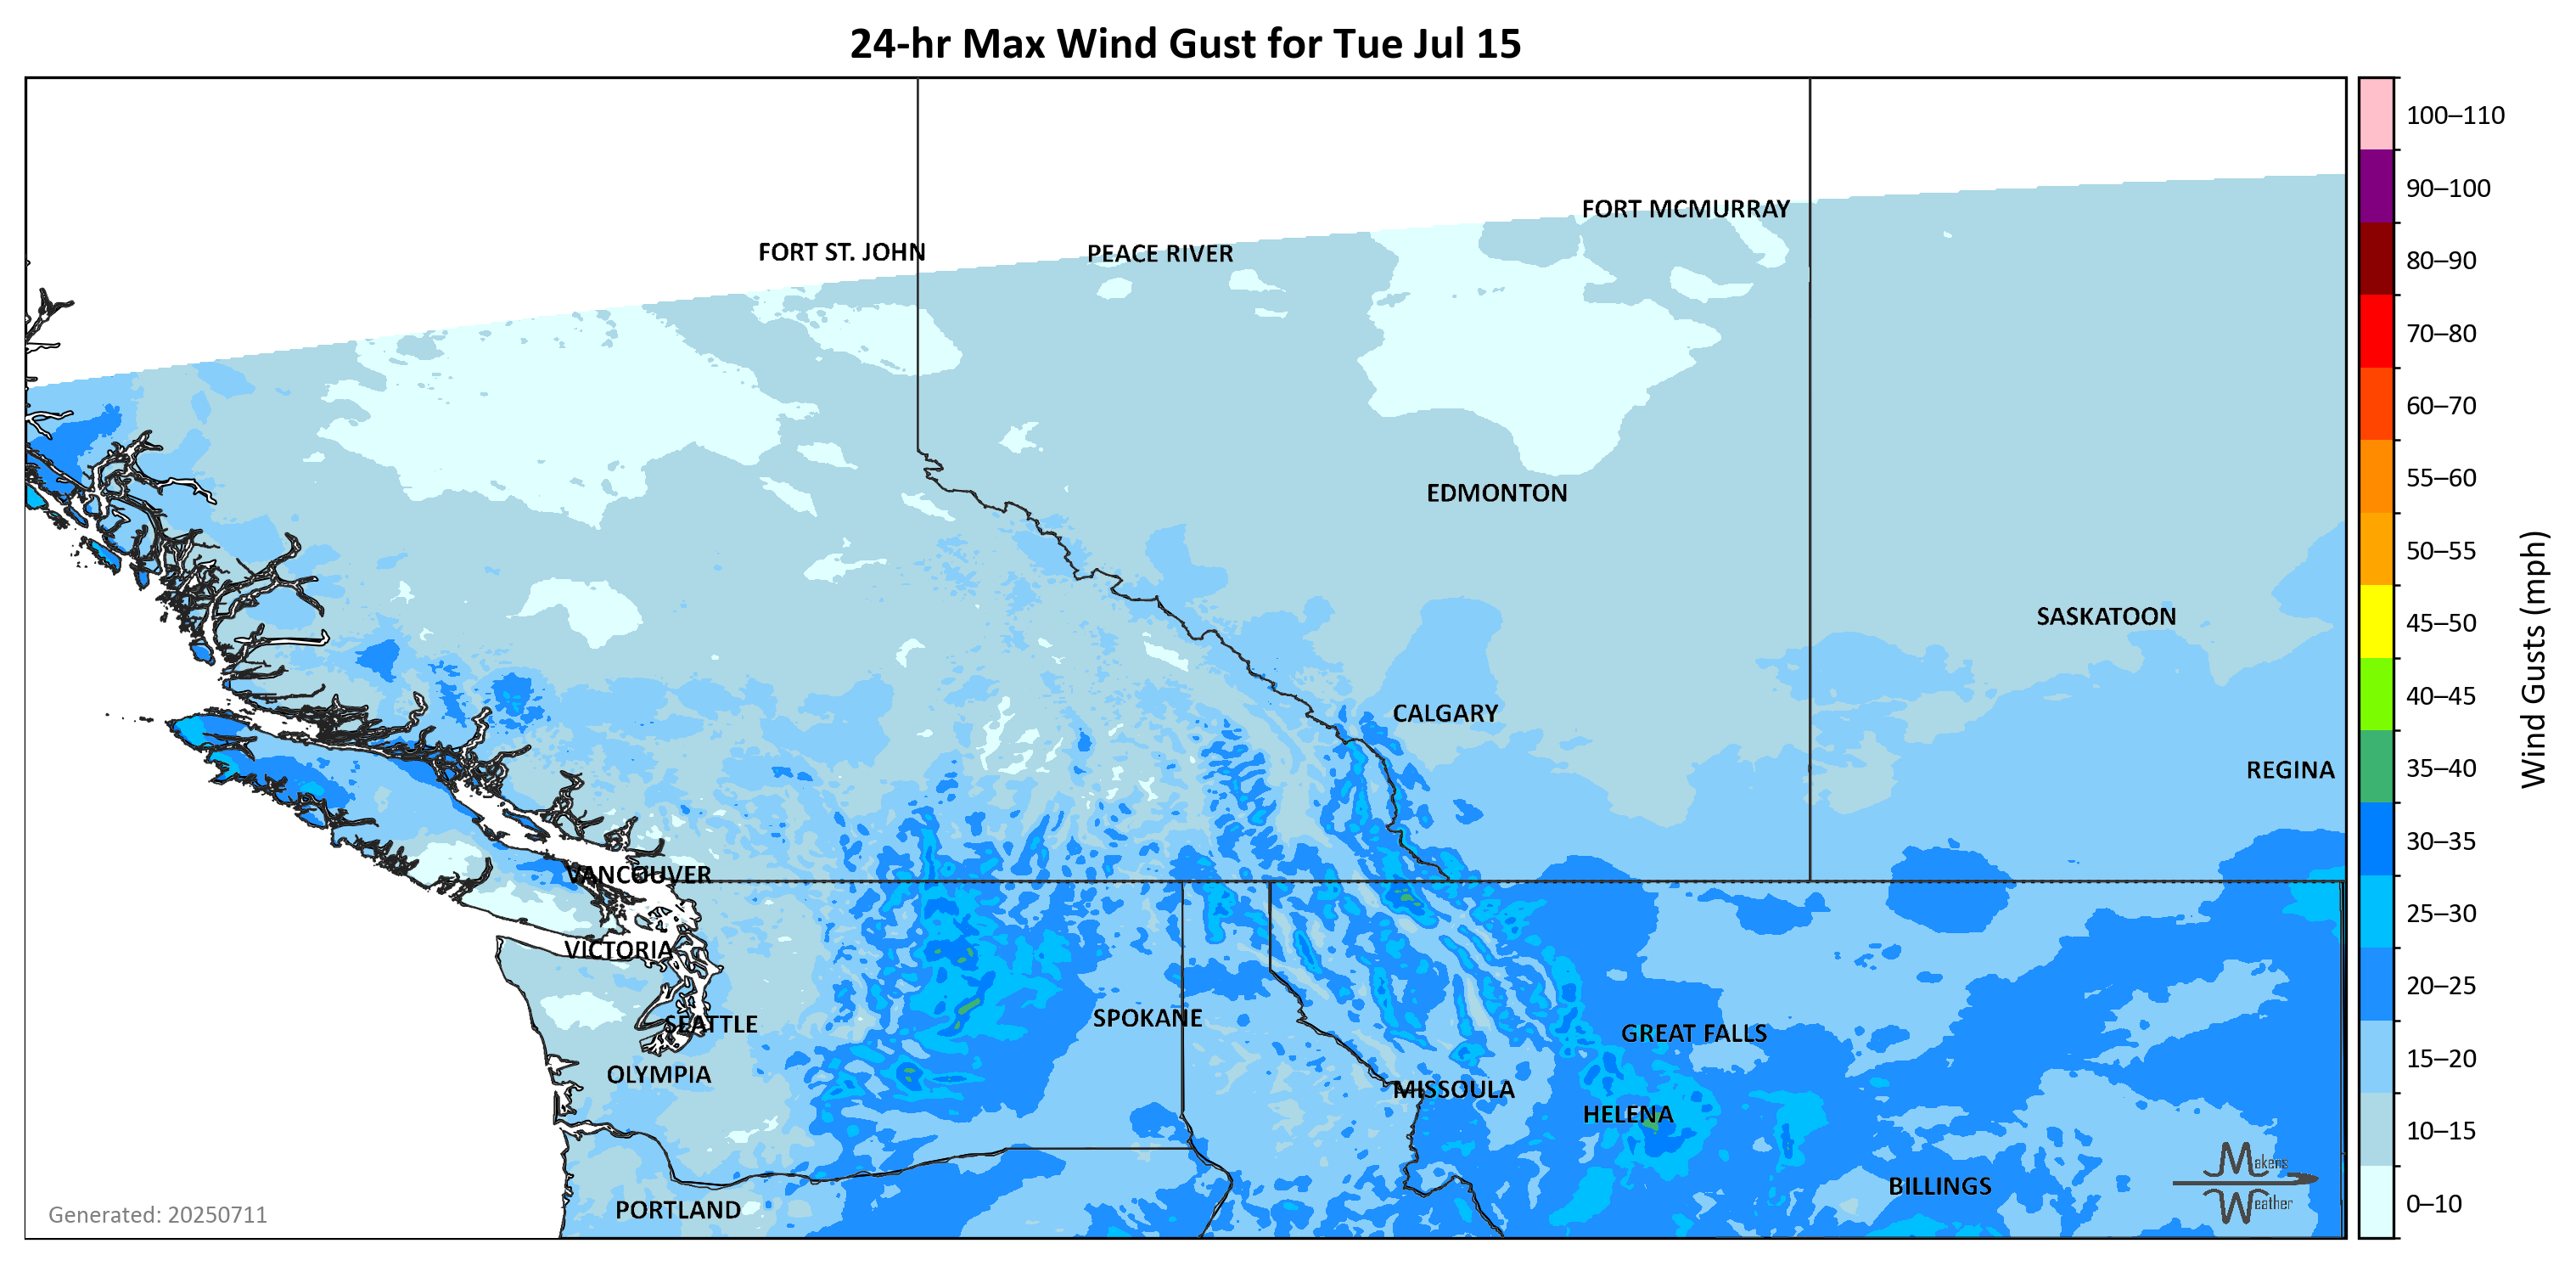 24-hr Max Wind Gust for Tue Jul 15
100–110
90–100
80–90
70–80
60–70
55–60
50–55
45–50
40–45
35–40
30–35
25–30
20–25
15–20
10–15
0–10
Wind Gusts (mph)
FORT MCMURRAY
FORT ST. JOHN
PEACE RIVER
EDMONTON
SASKATOON
CALGARY
REGINA
VANCOUVER
VICTORIA
SPOKANE
SEATTLE
GREAT FALLS
OLYMPIA
MISSOULA
HELENA
BILLINGS
PORTLAND
Makens
Weather
Generated: 20250711